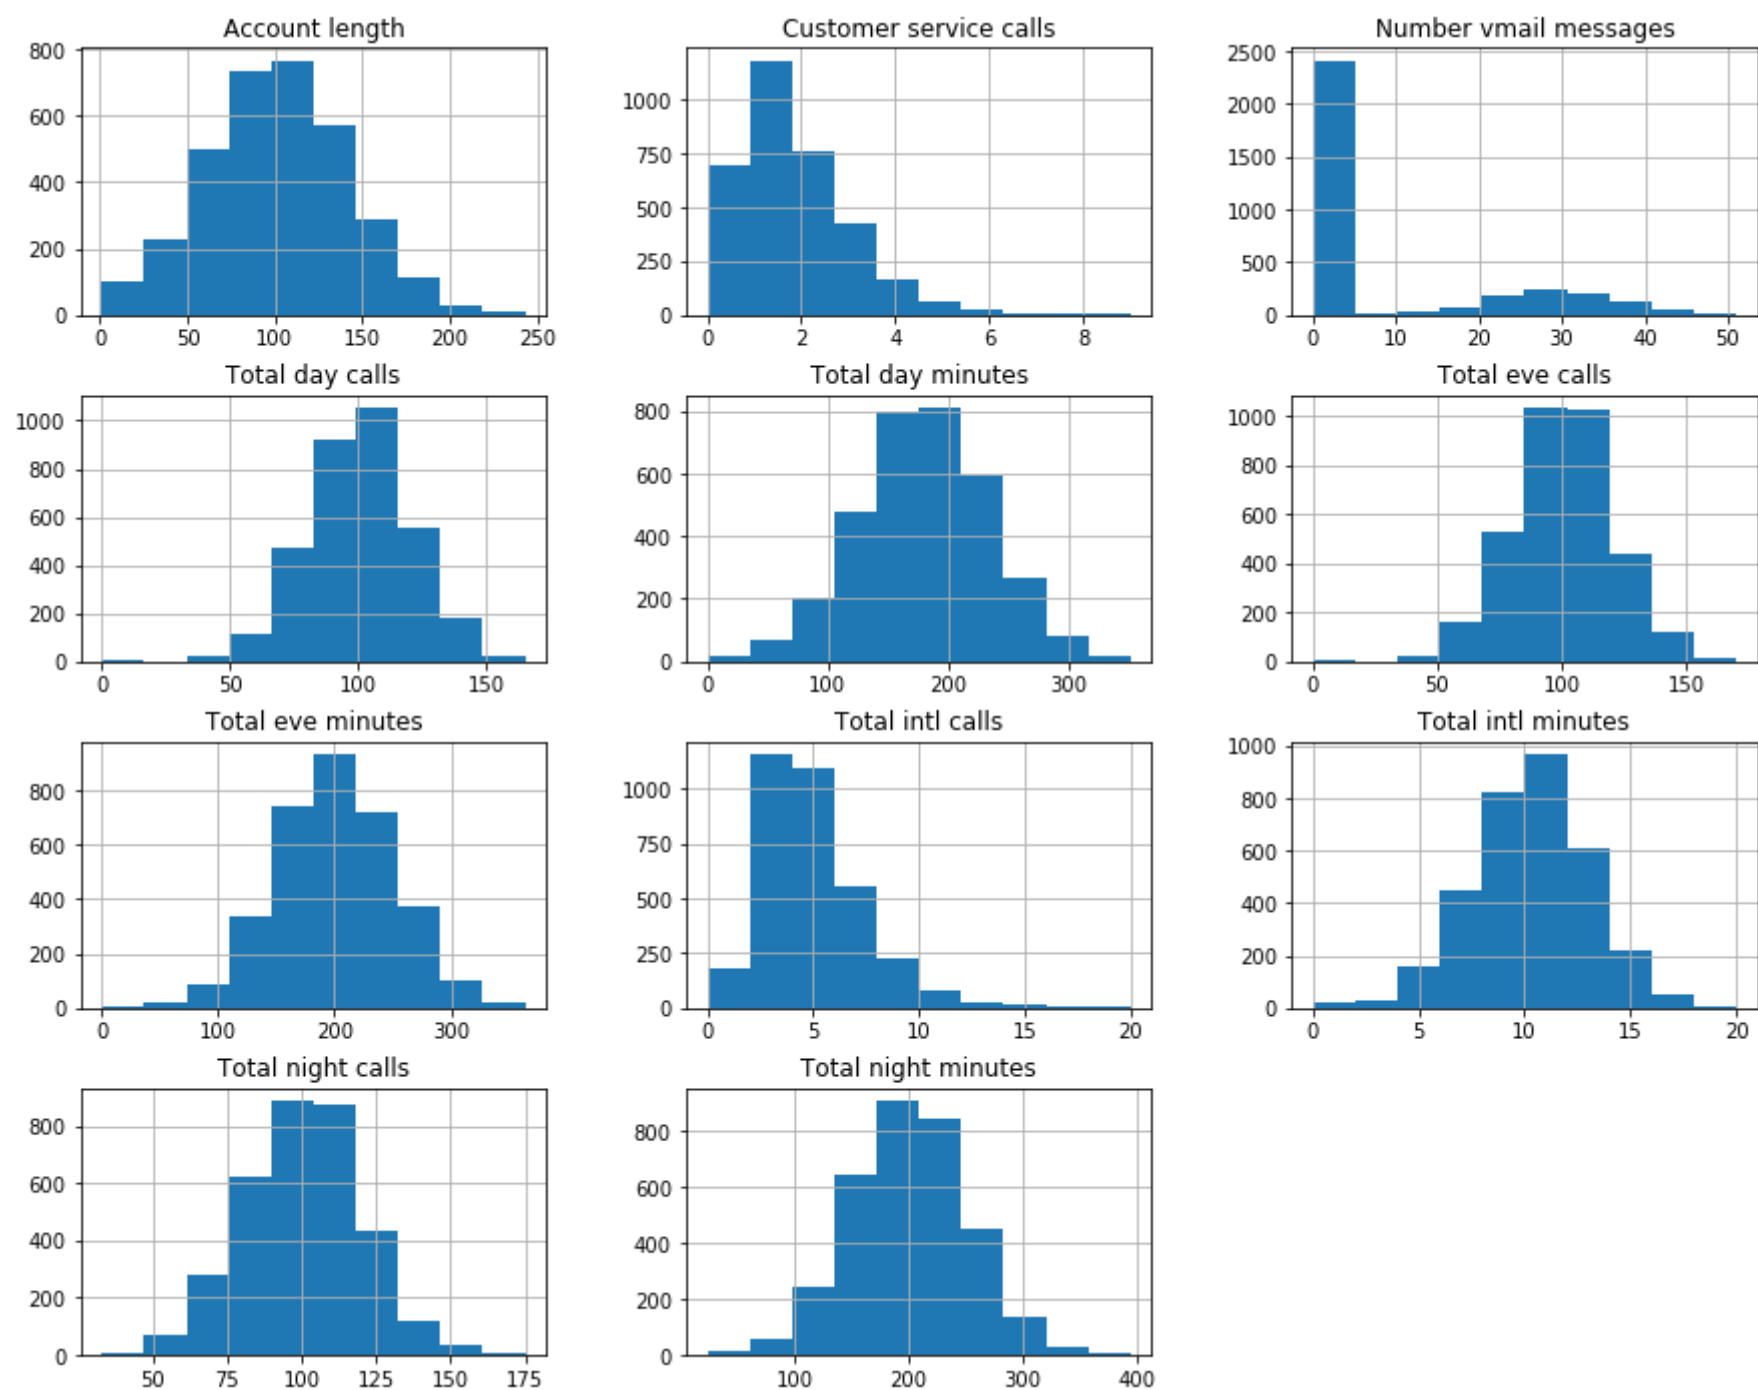 Account length
800
600
400
200
0
0 50 100 150 200 250
Customer service calls
1000
750
500
250
0
0 2 4 6 8
Number vmail messages
2500
2000
1500
1000
500
0
0 10 20 30 40 50
Total day calls
1000
800
600
400
200
0
0 50 100 150
Total day minutes
800
600
400
200
0
0 100 200 300
Total eve calls
1000
800
600
400
200
0
0 50 100 150
Total eve minutes
800
600
400
200
0
0 100 200 300
Total intl calls
1000
750
500
250
0
0 5 10 15 20
Total intl minutes
1000
800
600
400
200
0
0 5 10 15 20
Total night calls
800
600
400
200
0
50 75 100 125 150 175
Total night minutes
800
600
400
200
0
100 200 300 400